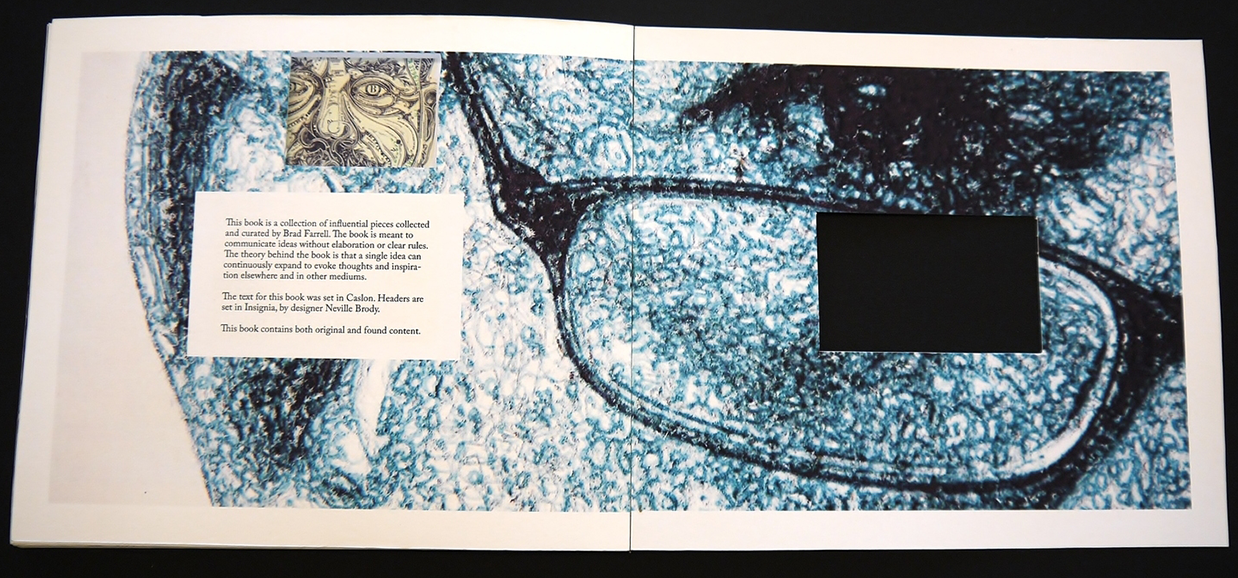 This book is a collection of influential pieces collected
and curated by Brad Farrell. The book is meant to
communicate ideas without elaboration or clear rules.
The theory behind the book is that a single idea can
continuously expand to evoke thoughts and inspira-
tion elsewhere and in other mediums.
The text for this book was set in Caslon. Headers are
set in Insignia, by designer Neville Brody.
This book contains both original and found content.